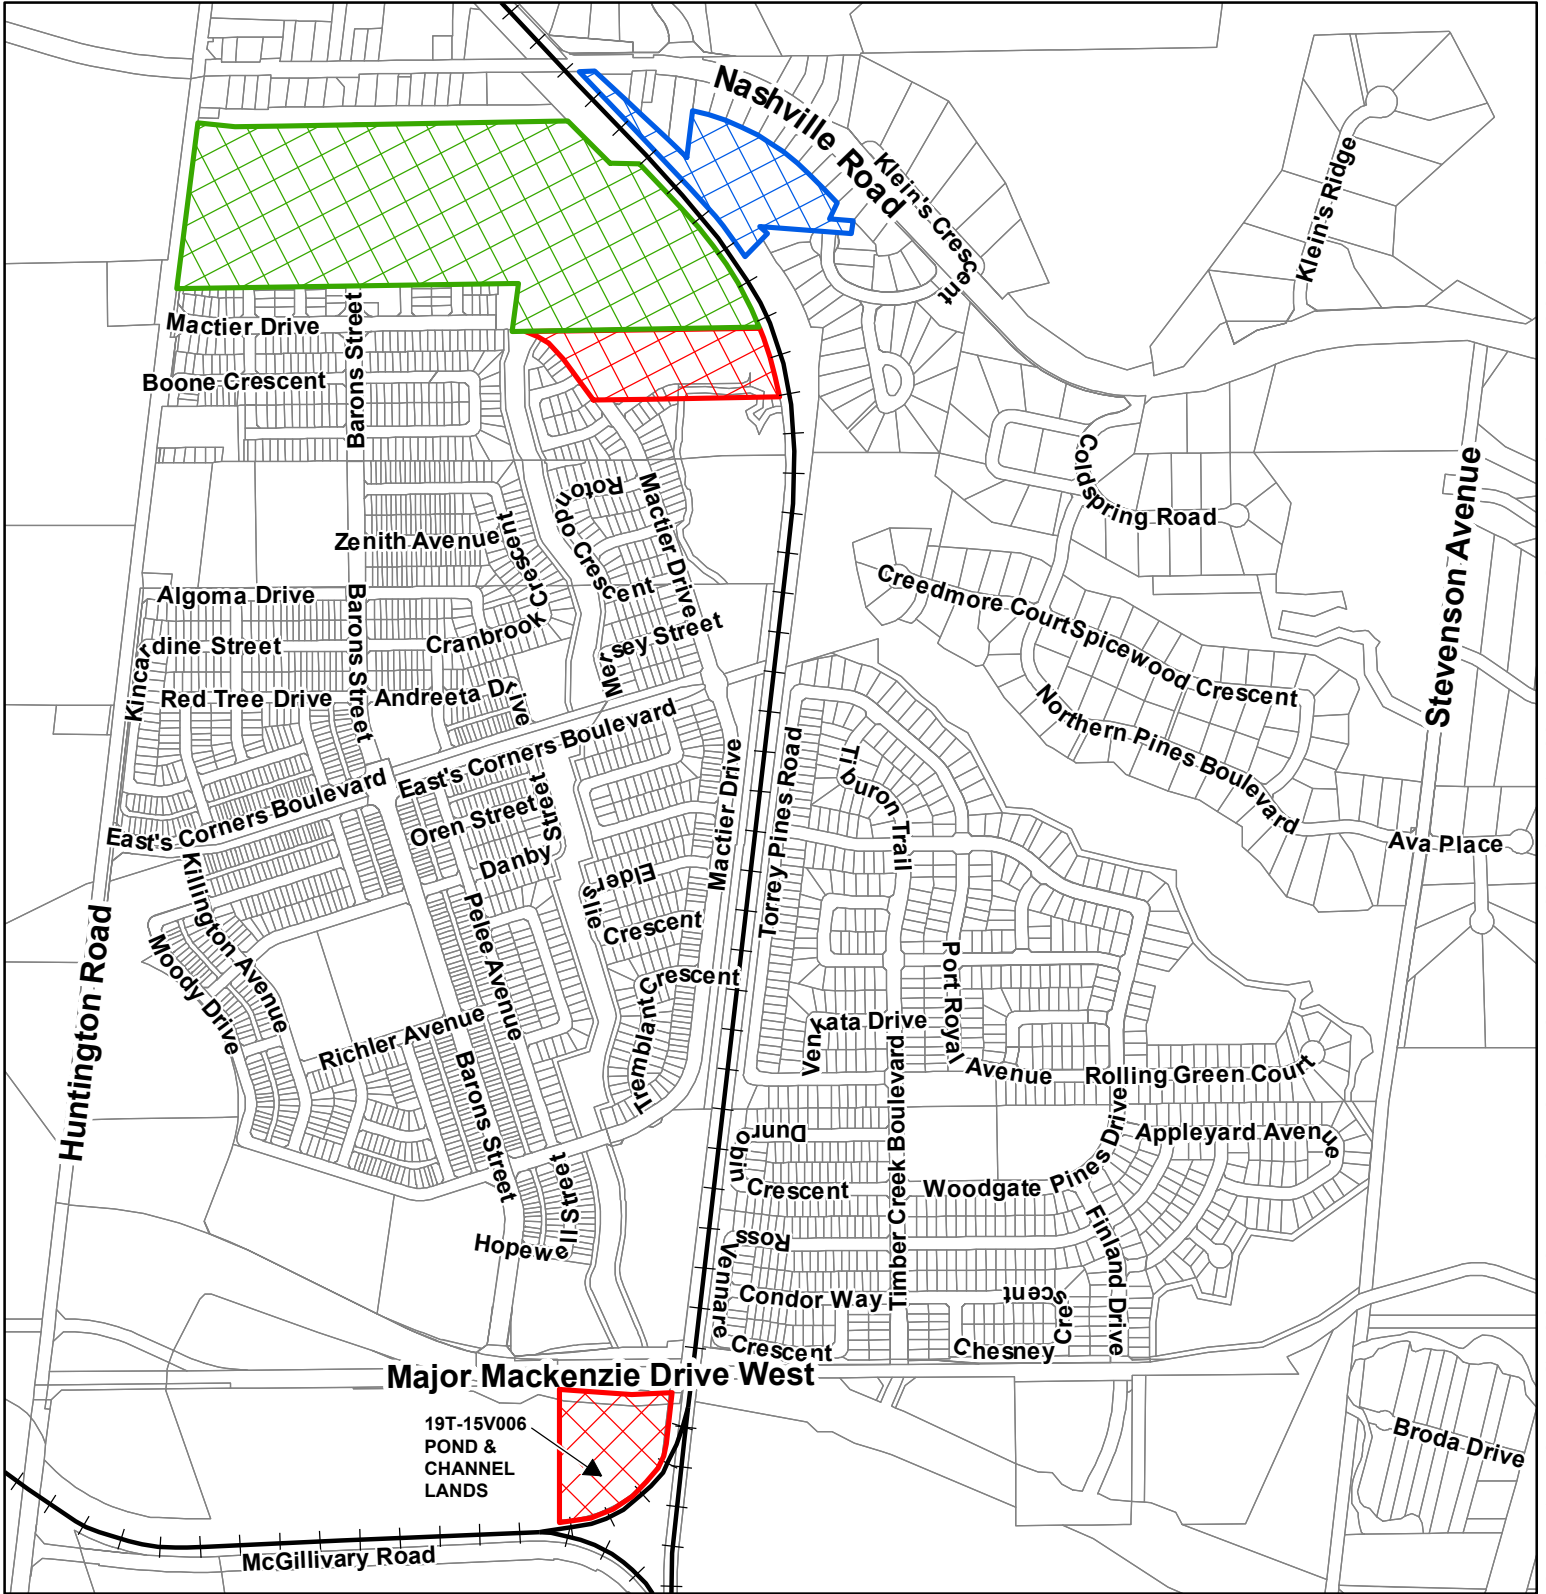 Nashville Road
Klein's Crescent
Klein's Ridge
Mactier Drive
Barons Street
Boone Crescent
Coldspring Road
Stevenson Avenue
Rotondo Crescent
Mactier Drive
Zenith Avenue
Cranbrook Crescent
Creedmore Court
Spicewood Crescent
Algoma Drive
Barons Street
Kincardine Street
Mersey Street
Red Tree Drive
Andreeta Drive
Northern Pines Boulevard
East's Corners Boulevard
East's Corners Boulevard
Mactier Drive
Torrey Pines Road
Tiburon Trail
Oren Street
Danby Street
Ava Place
Killington Avenue
Elderslie Crescent
Pelee Avenue
Moody Drive
Huntington Road
Tremblant Crescent
Port Royal Avenue
Venkata Drive
Richler Avenue
Barons Street
Timber Creek Boulevard
Rolling Green Court
Dunrobin Crescent
Appleyard Avenue
Woodgate Pines Drive
Hopewell Street
Ross Vennare Crescent
Finland Drive
Condor Way
Chesney Crescent
Major Mackenzie Drive West
19T-15V006
POND &
CHANNEL
LANDS
Broda Drive
McGillivary Road